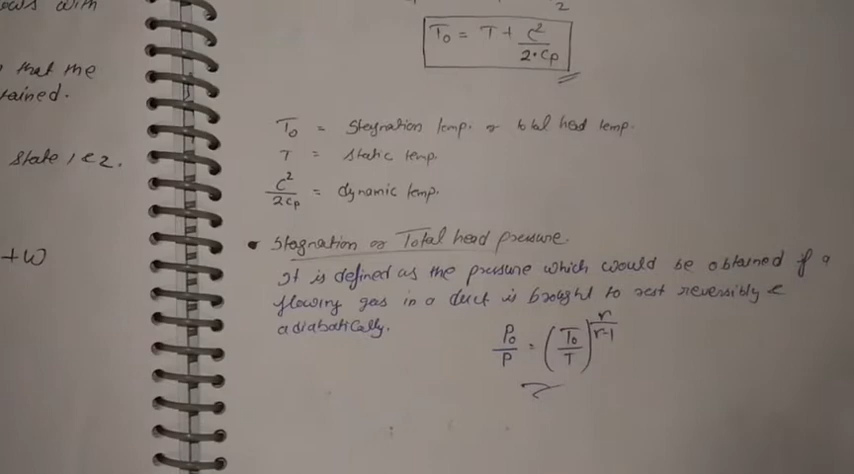 with
that the
tained.
State 1 & 2.
+W
2
T₀ = T + C²/2·Cp
T₀ = Stagnation temp. or total head temp.
T = Static temp.
C²/2Cp = dynamic temp.
• Stagnation or Total head pressure.
It is defined as the pressure which would be obtained if a
flowing gas in a duct is brought to rest reversibly &
adiabatically.
P₀/P = (T₀/T)^r/r-1